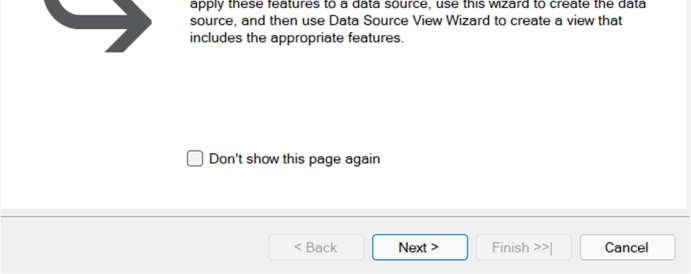 apply these features to a data source, use this wizard to create the data
source, and then use Data Source View Wizard to create a view that
includes the appropriate features.
Don't show this page again
< Back
Next >
Finish >>|
Cancel